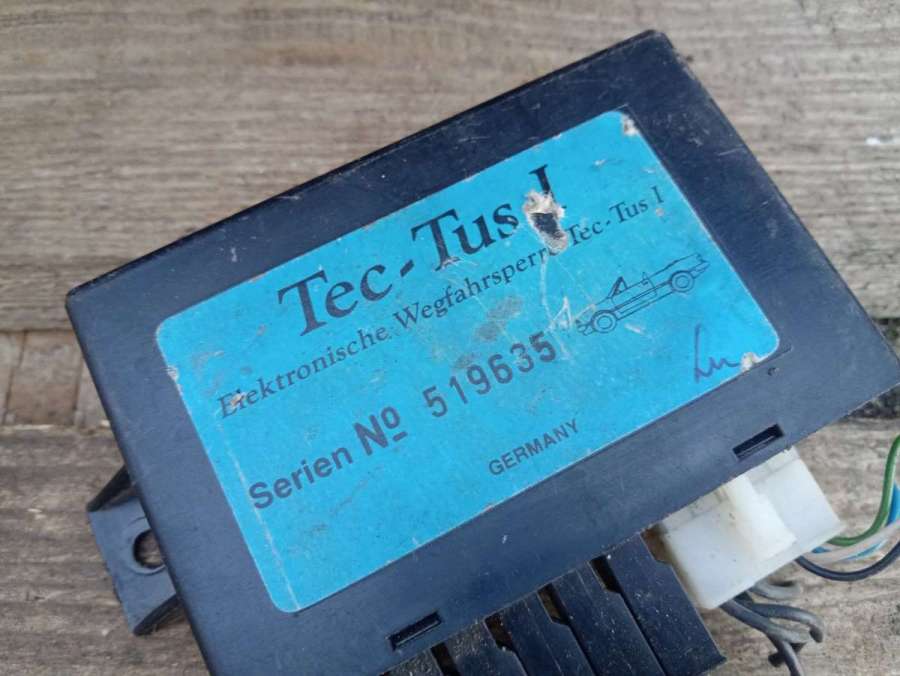 Tec-Tus I
Elektronische Wegfahrsperre Tec-Tus I
Serien Nº 519635
GERMANY